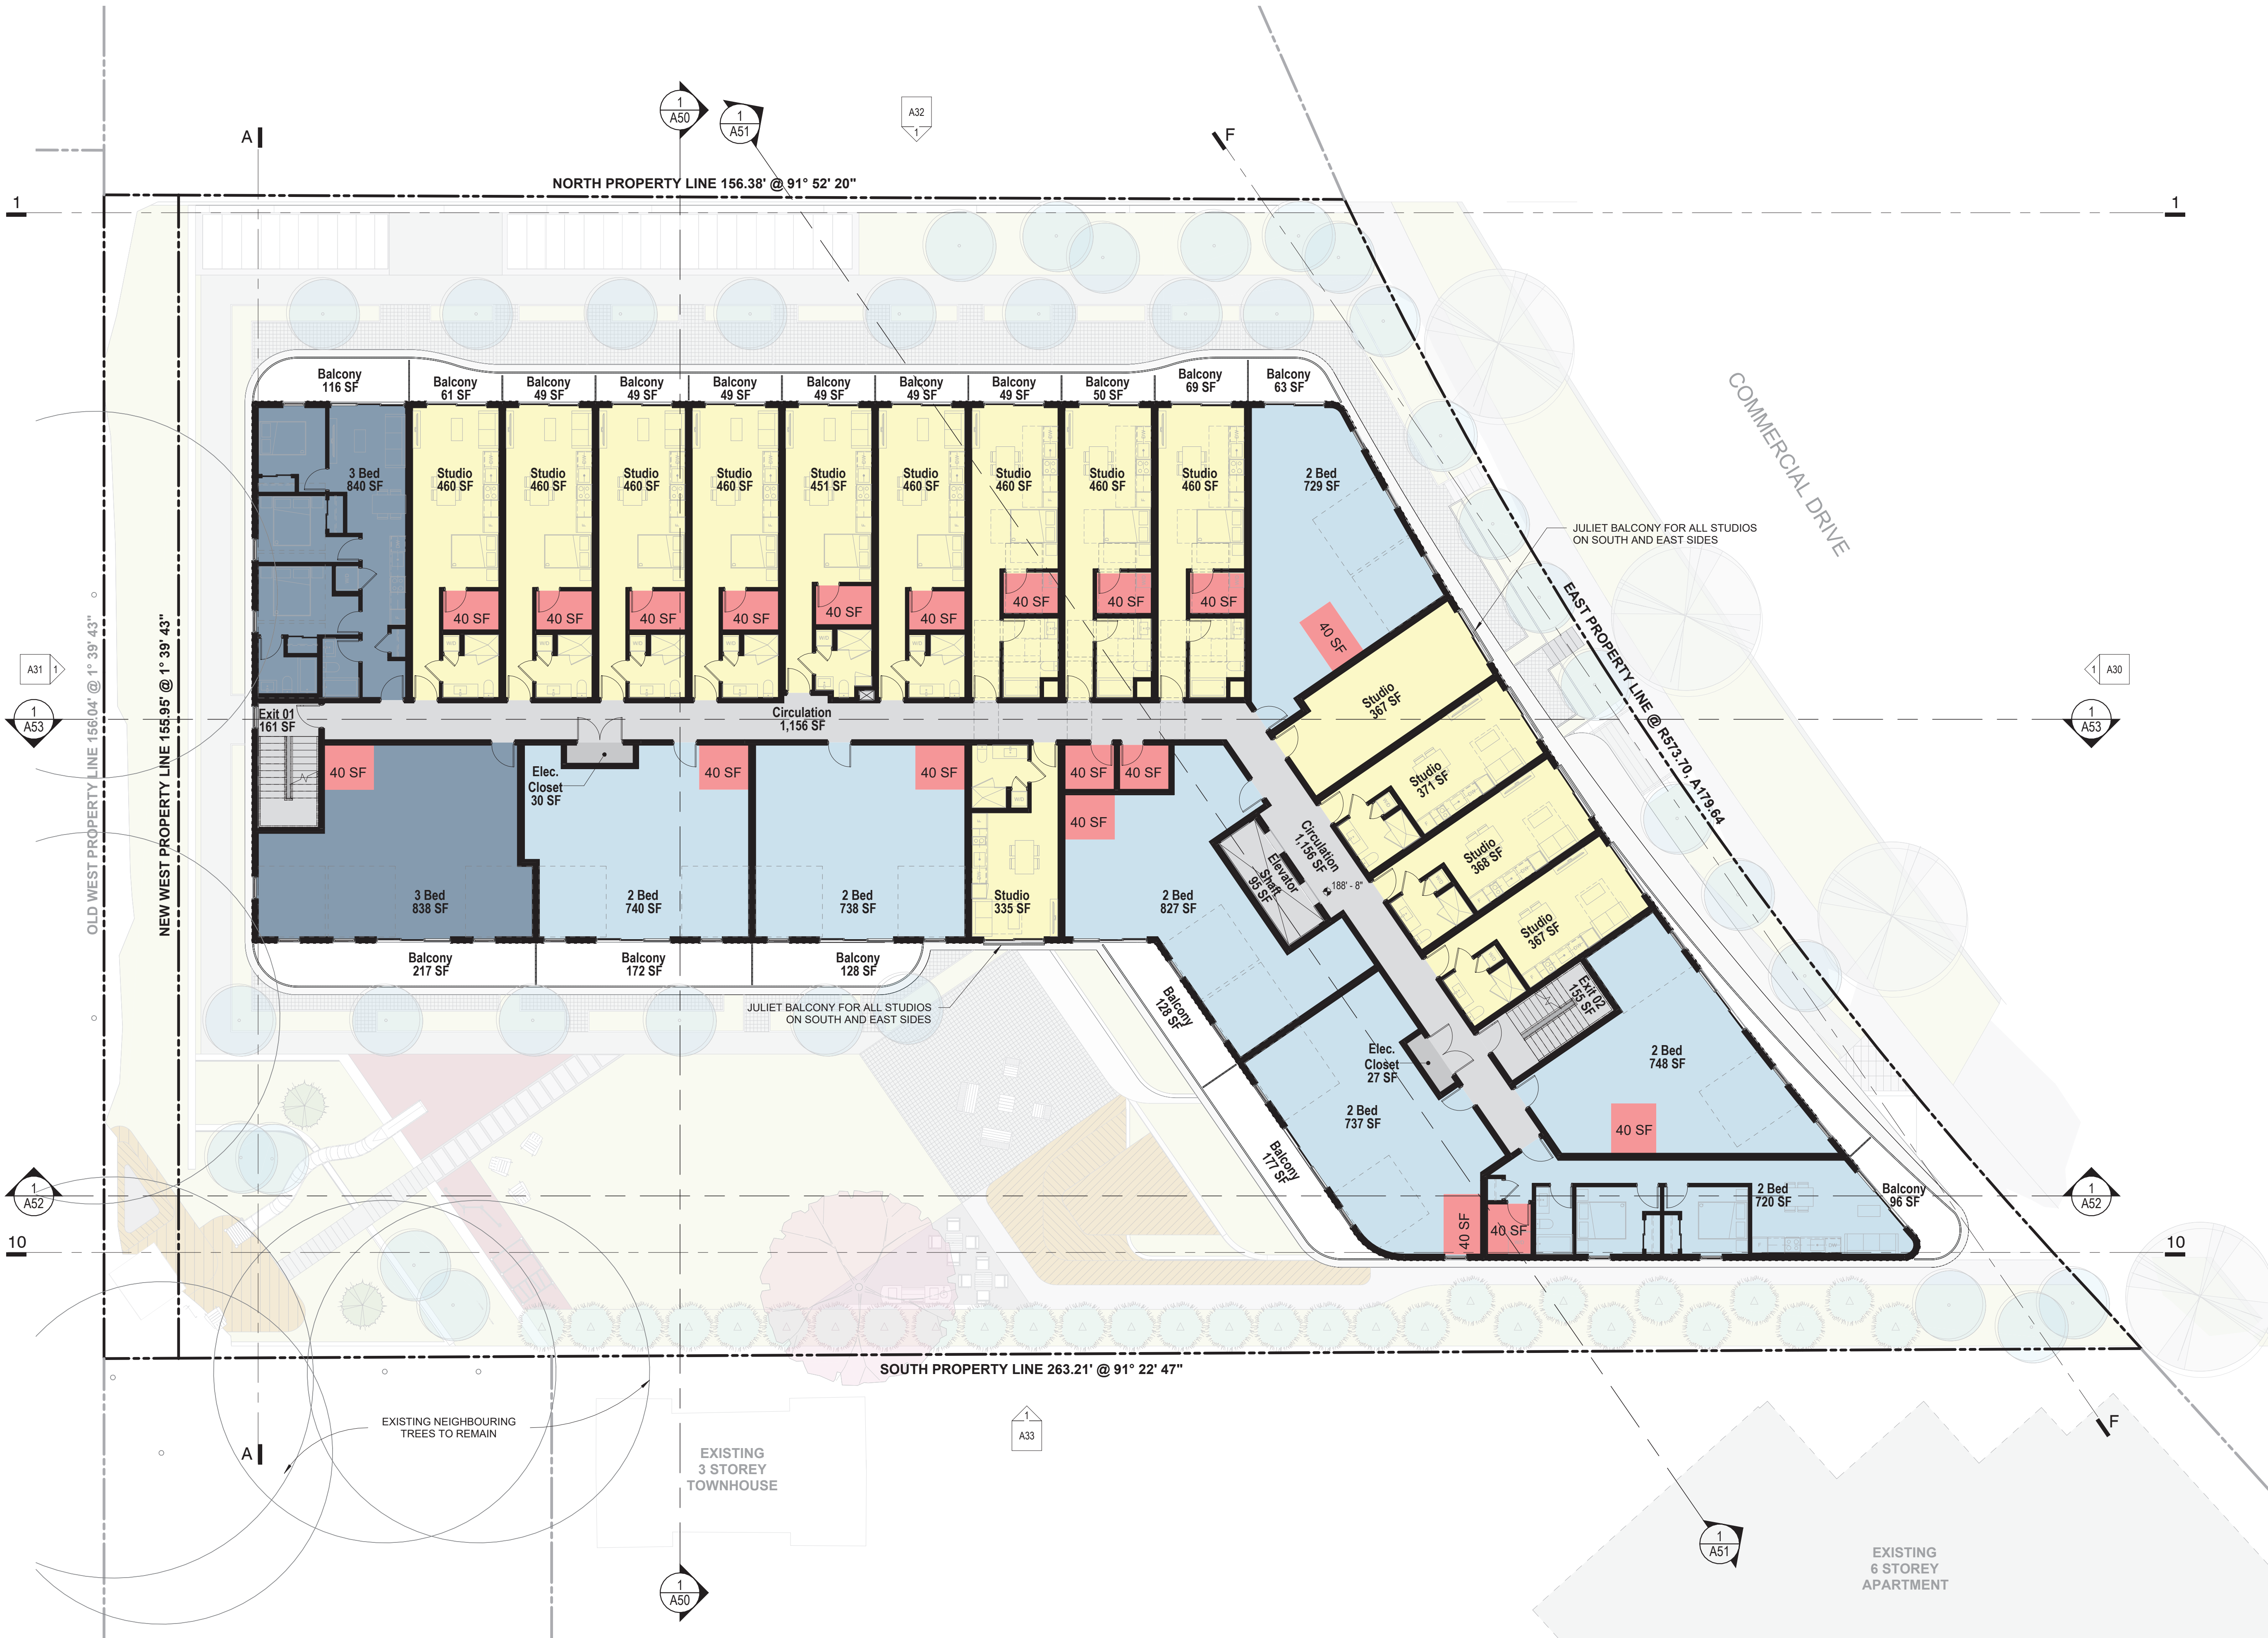 A32
1
1
A50
1
A51
A
F
NORTH PROPERTY LINE 156.38' @ 91° 52' 20"
1
1
Balcony
116 SF
Balcony
61 SF
Balcony
49 SF
Balcony
49 SF
Balcony
49 SF
Balcony
49 SF
Balcony
49 SF
Balcony
49 SF
Balcony
50 SF
Balcony
69 SF
Balcony
63 SF
COMMERCIAL DRIVE
3 Bed
840 SF
Studio
460 SF
Studio
460 SF
Studio
460 SF
Studio
460 SF
Studio
451 SF
Studio
460 SF
Studio
460 SF
Studio
460 SF
Studio
460 SF
2 Bed
729 SF
JULIET BALCONY FOR ALL STUDIOS
ON SOUTH AND EAST SIDES
40 SF
40 SF
40 SF
40 SF
40 SF
40 SF
40 SF
40 SF
40 SF
40 SF
OLD WEST PROPERTY LINE 156.04' @ 1° 39' 43"
NEW WEST PROPERTY LINE 155.95' @ 1° 39' 43"
EAST PROPERTY LINE @ R573.70, A179.64
A31
1
1
A30
1
A53
1
A53
Exit 01
161 SF
Circulation
1,156 SF
Studio
367 SF
Studio
371 SF
Studio
368 SF
Studio
367 SF
40 SF
Elec.
Closet
30 SF
40 SF
40 SF
40 SF
40 SF
40 SF
Circulation
1,156 SF
Elevator
Shaft
95 SF
188' - 8"
3 Bed
838 SF
2 Bed
740 SF
2 Bed
738 SF
Studio
335 SF
2 Bed
827 SF
Balcony
217 SF
Balcony
172 SF
Balcony
128 SF
JULIET BALCONY FOR ALL STUDIOS
ON SOUTH AND EAST SIDES
Balcony
128 SF
Exit 02
155 SF
Elec.
Closet
27 SF
2 Bed
748 SF
2 Bed
737 SF
40 SF
Balcony
177 SF
1
A52
1
A52
2 Bed
720 SF
Balcony
96 SF
40 SF
40 SF
10
10
SOUTH PROPERTY LINE 263.21' @ 91° 22' 47"
EXISTING NEIGHBOURING
TREES TO REMAIN
1
A33
A
F
EXISTING
3 STOREY
TOWNHOUSE
1
A51
EXISTING
6 STOREY
APARTMENT
1
A50